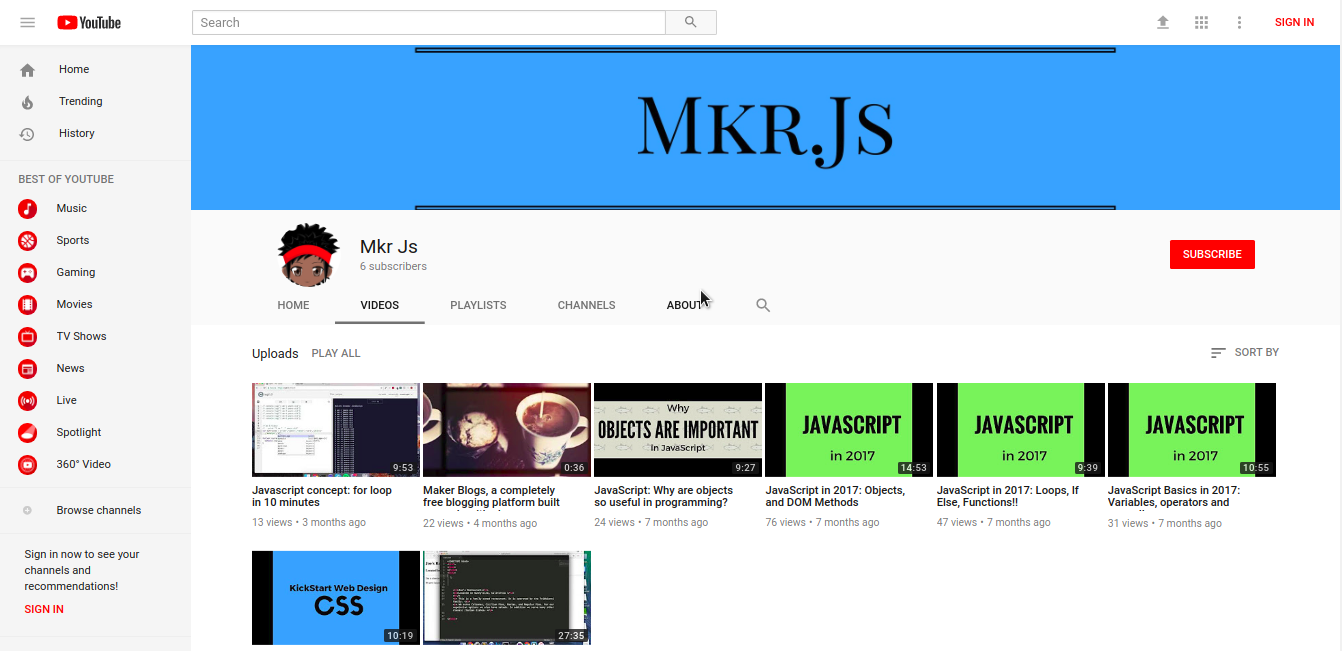 YouTube
Search
SIGN IN
Home
Trending
History
BEST OF YOUTUBE
Music
Sports
Gaming
Movies
TV Shows
News
Live
Spotlight
360° Video
Browse channels
Sign in now to see your
channels and
recommendations!
SIGN IN
MKR.JS
Mkr Js
6 subscribers
SUBSCRIBE
HOME
VIDEOS
PLAYLISTS
CHANNELS
ABOUT
Uploads
PLAY ALL
SORT BY
9:53
Javascript concept: for loop
in 10 minutes
13 views • 3 months ago
0:36
Maker Blogs, a completely
free blogging platform built
22 views • 4 months ago
Why
OBJECTS ARE IMPORTANT
in JavaScript
9:27
JavaScript: Why are objects
so useful in programming?
24 views • 7 months ago
JAVASCRIPT
in 2017
14:53
JavaScript in 2017: Objects,
and DOM Methods
76 views • 7 months ago
JAVASCRIPT
in 2017
9:39
JavaScript in 2017: Loops, If
Else, Functions!!
47 views • 7 months ago
JAVASCRIPT
in 2017
10:55
JavaScript Basics in 2017:
Variables, operators and
31 views • 7 months ago
KickStart Web Design
CSS
10:19
27:35